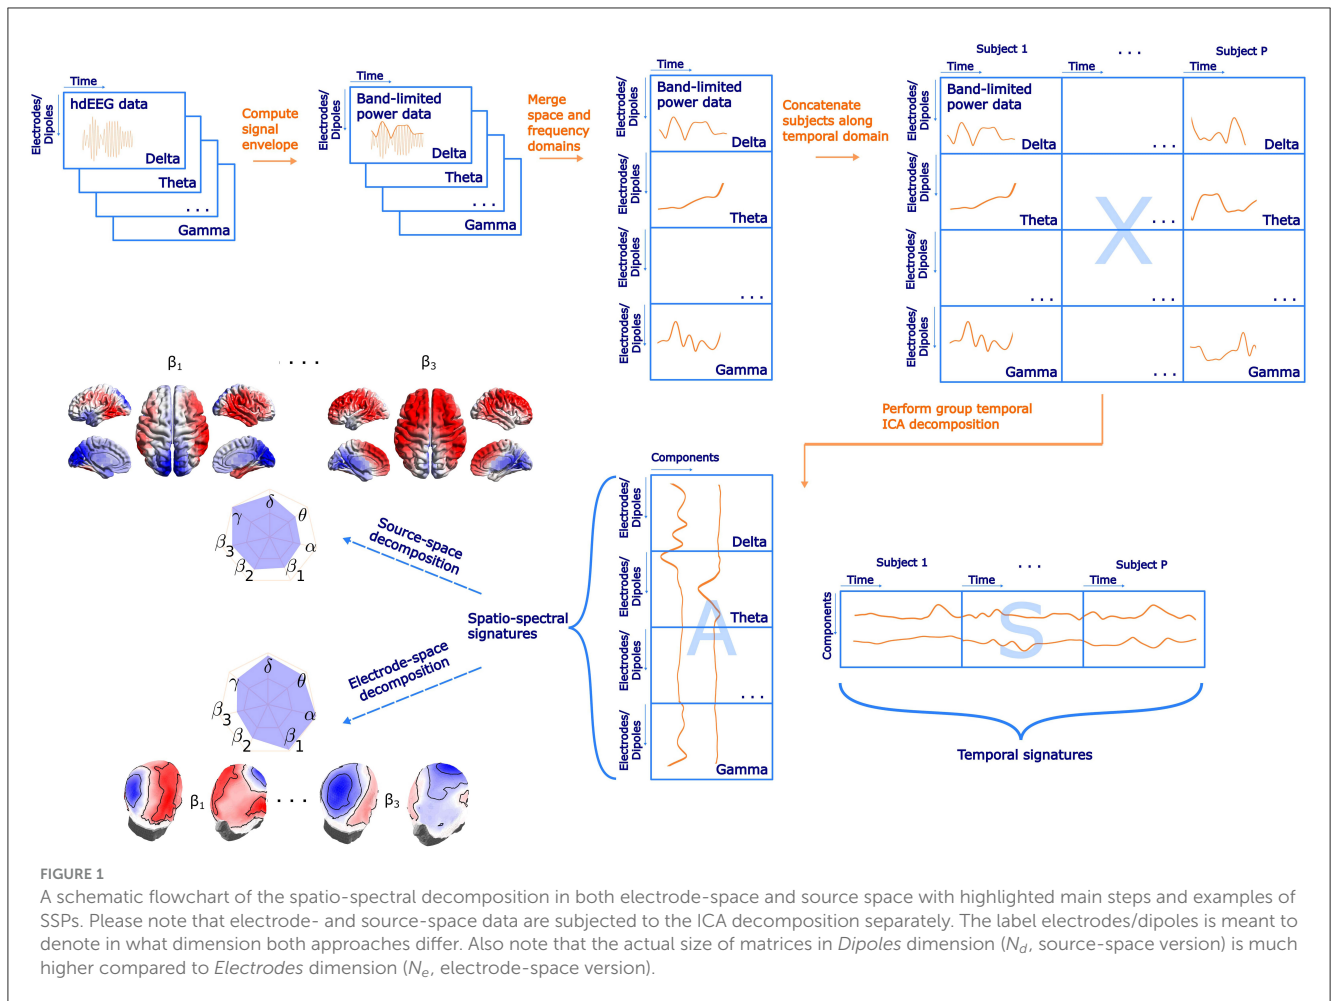 Time
Electrodes/
Dipoles
hdEEG data
Delta
Theta
. . .
Gamma
Compute
signal
envelope
Time
Electrodes/
Dipoles
Band-limited
power data
Delta
Theta
. . .
Gamma
Merge
space and
frequency
domains
Time
Electrodes/
Dipoles
Band-limited
power data
Delta
Electrodes/
Dipoles
Theta
Electrodes/
Dipoles
. . .
Electrodes/
Dipoles
Gamma
Concatenate
subjects along
temporal domain
Subject 1
. . .
Subject P
Time
Time
Time
Electrodes/
Dipoles
Band-limited
power data
Delta
. . .
Delta
Electrodes/
Dipoles
Theta
. . .
Theta
X
Electrodes/
Dipoles
. . .
. . .
. . .
Electrodes/
Dipoles
Gamma
. . .
Gamma
Perform group temporal
ICA decomposition
β1
. . . .
β3
δ
θ
α
β1
β2
β3
γ
Source-space
decomposition
Spatio-spectral
signatures
Electrode-space
decomposition
δ
θ
α
β1
β2
β3
γ
β1
. . .
β3
Components
Electrodes/
Dipoles
Delta
Electrodes/
Dipoles
Theta
A
Electrodes/
Dipoles
. . .
Electrodes/
Dipoles
Gamma
Subject 1
. . .
Subject P
Time
Time
Time
Components
S
Temporal signatures
FIGURE 1
A schematic flowchart of the spatio-spectral decomposition in both electrode-space and source space with highlighted main steps and examples of
SSPs. Please note that electrode- and source-space data are subjected to the ICA decomposition separately. The label electrodes/dipoles is meant to
denote in what dimension both approaches differ. Also note that the actual size of matrices in Dipoles dimension (Nd, source-space version) is much
higher compared to Electrodes dimension (Ne, electrode-space version).